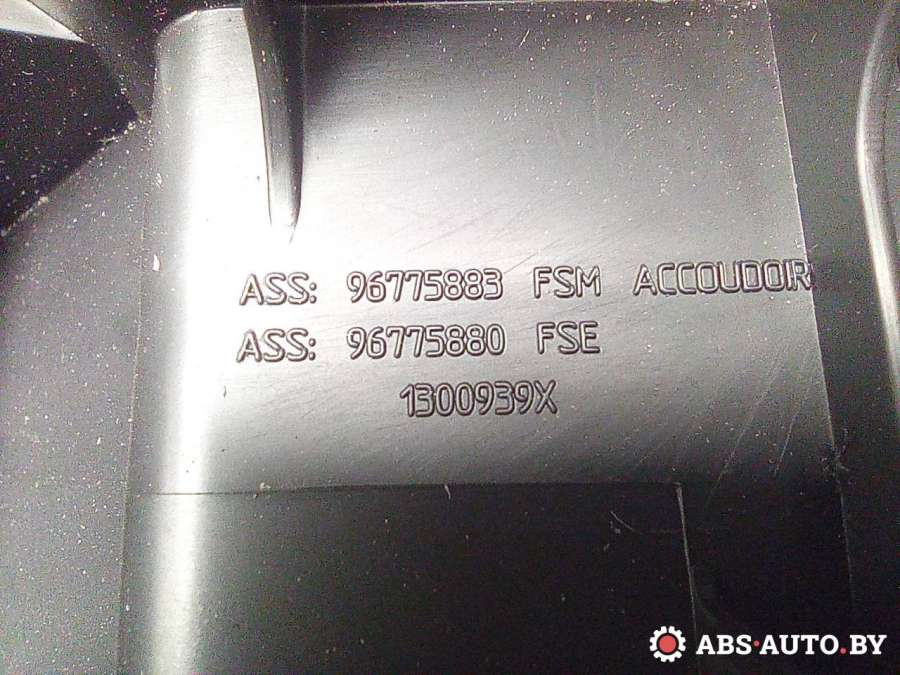 ASS: 96775883 FSM ACCOUDOIR
ASS: 96775880 FSE
1300939X
ABS-AUTO.BY